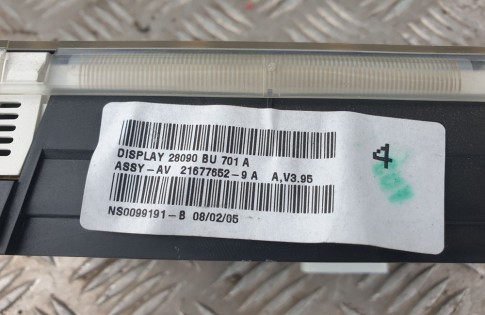 DISPLAY 28090 BU 701 A
ASSY-AV 21677652-9 A A,V3.95
NS0099191-B 08/02/05
4